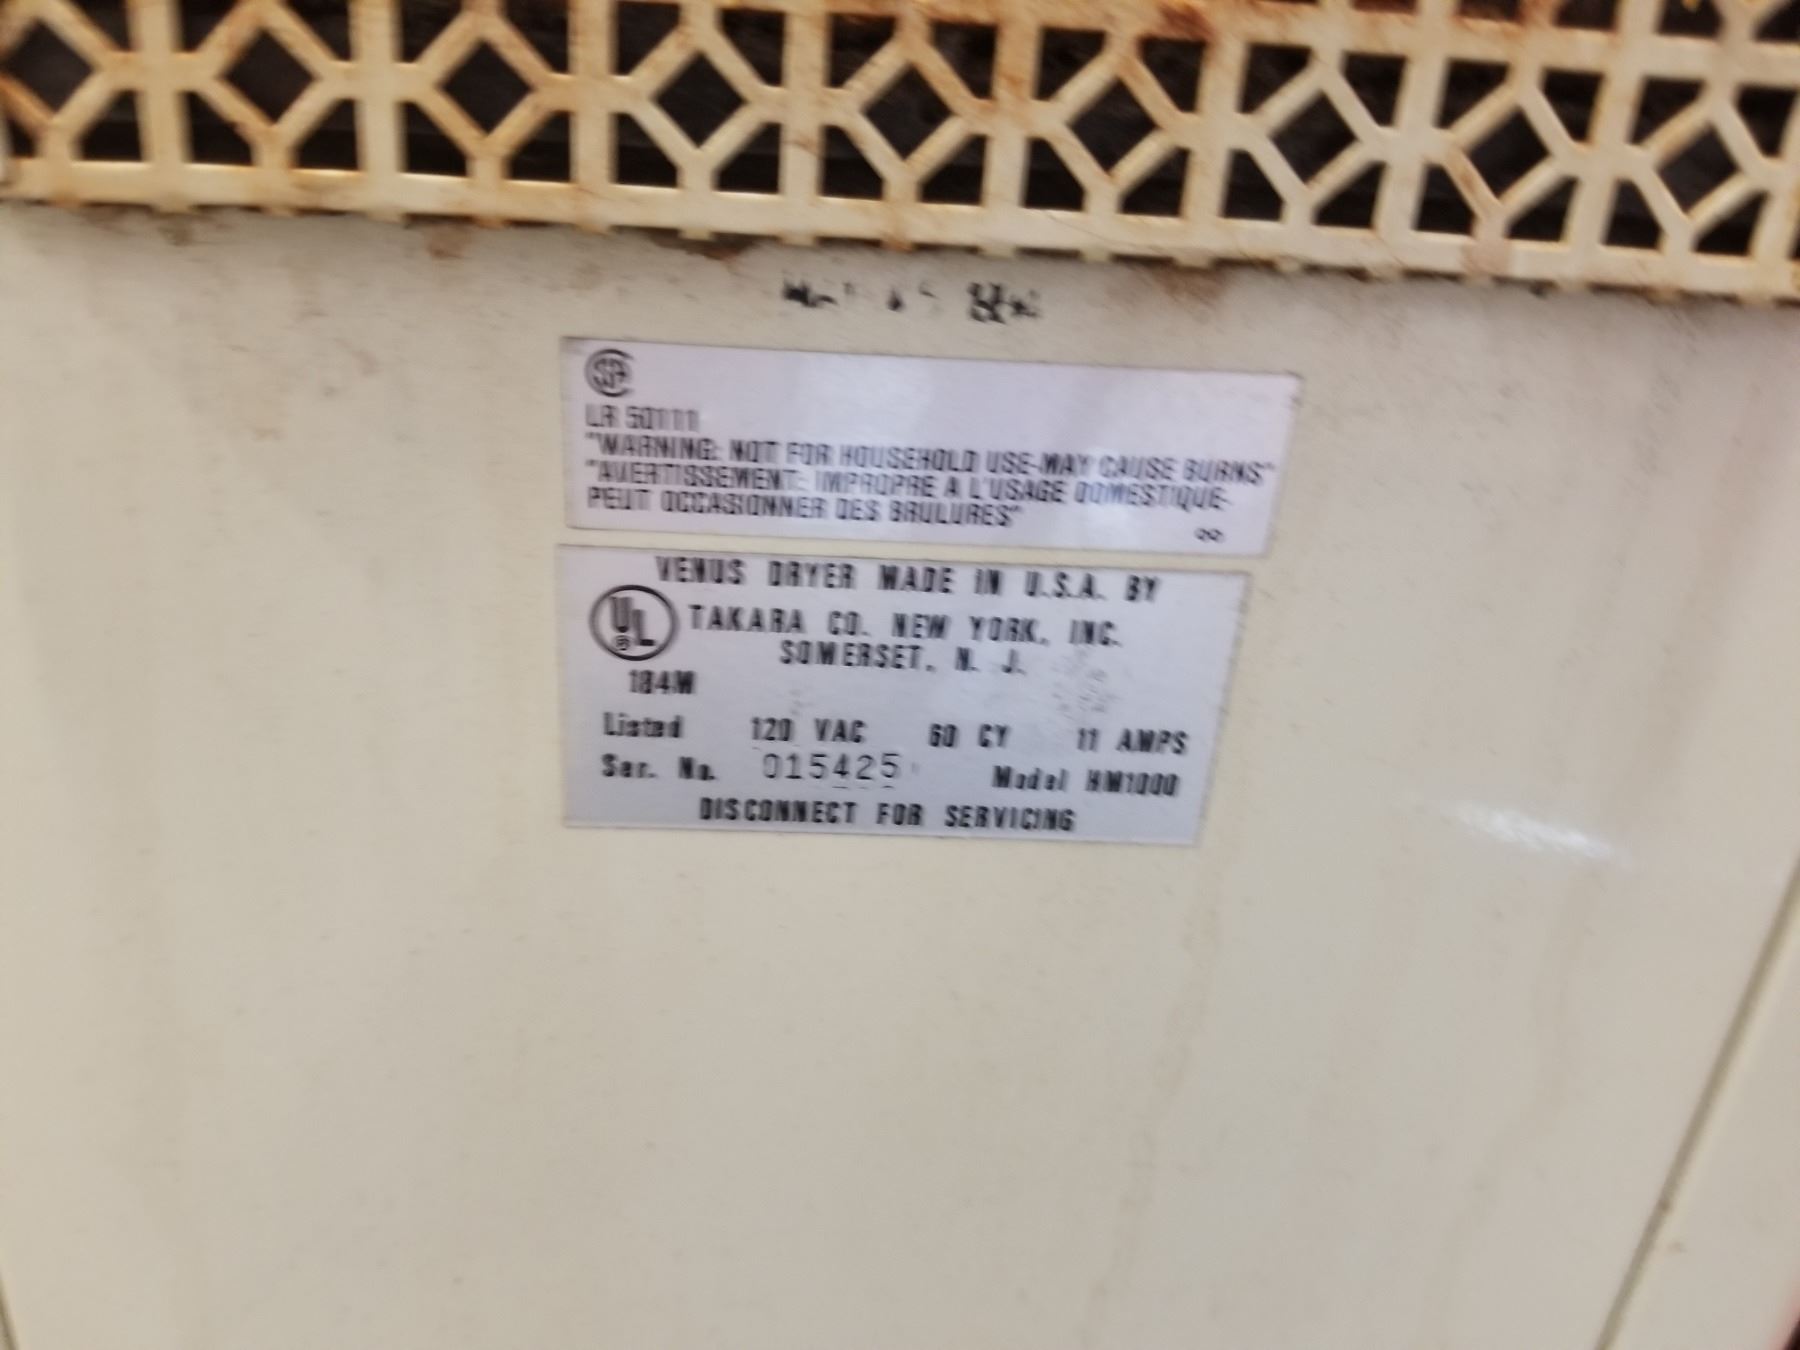 LR 50111
"WARNING: NOT FOR HOUSEHOLD USE-MAY CAUSE BURNS"
"AVERTISSEMENT: IMPROPRE A L'USAGE DOMESTIQUE-
PEUT OCCASIONNER DES BRULURES"
VENUS DRYER MADE IN U.S.A. BY
UL TAKARA CO. NEW YORK, INC.
SOMERSET, N. J.
184M
Listed 120 VAC 60 CY 11 AMPS
Ser. No. 015425 Model HM1000
DISCONNECT FOR SERVICING